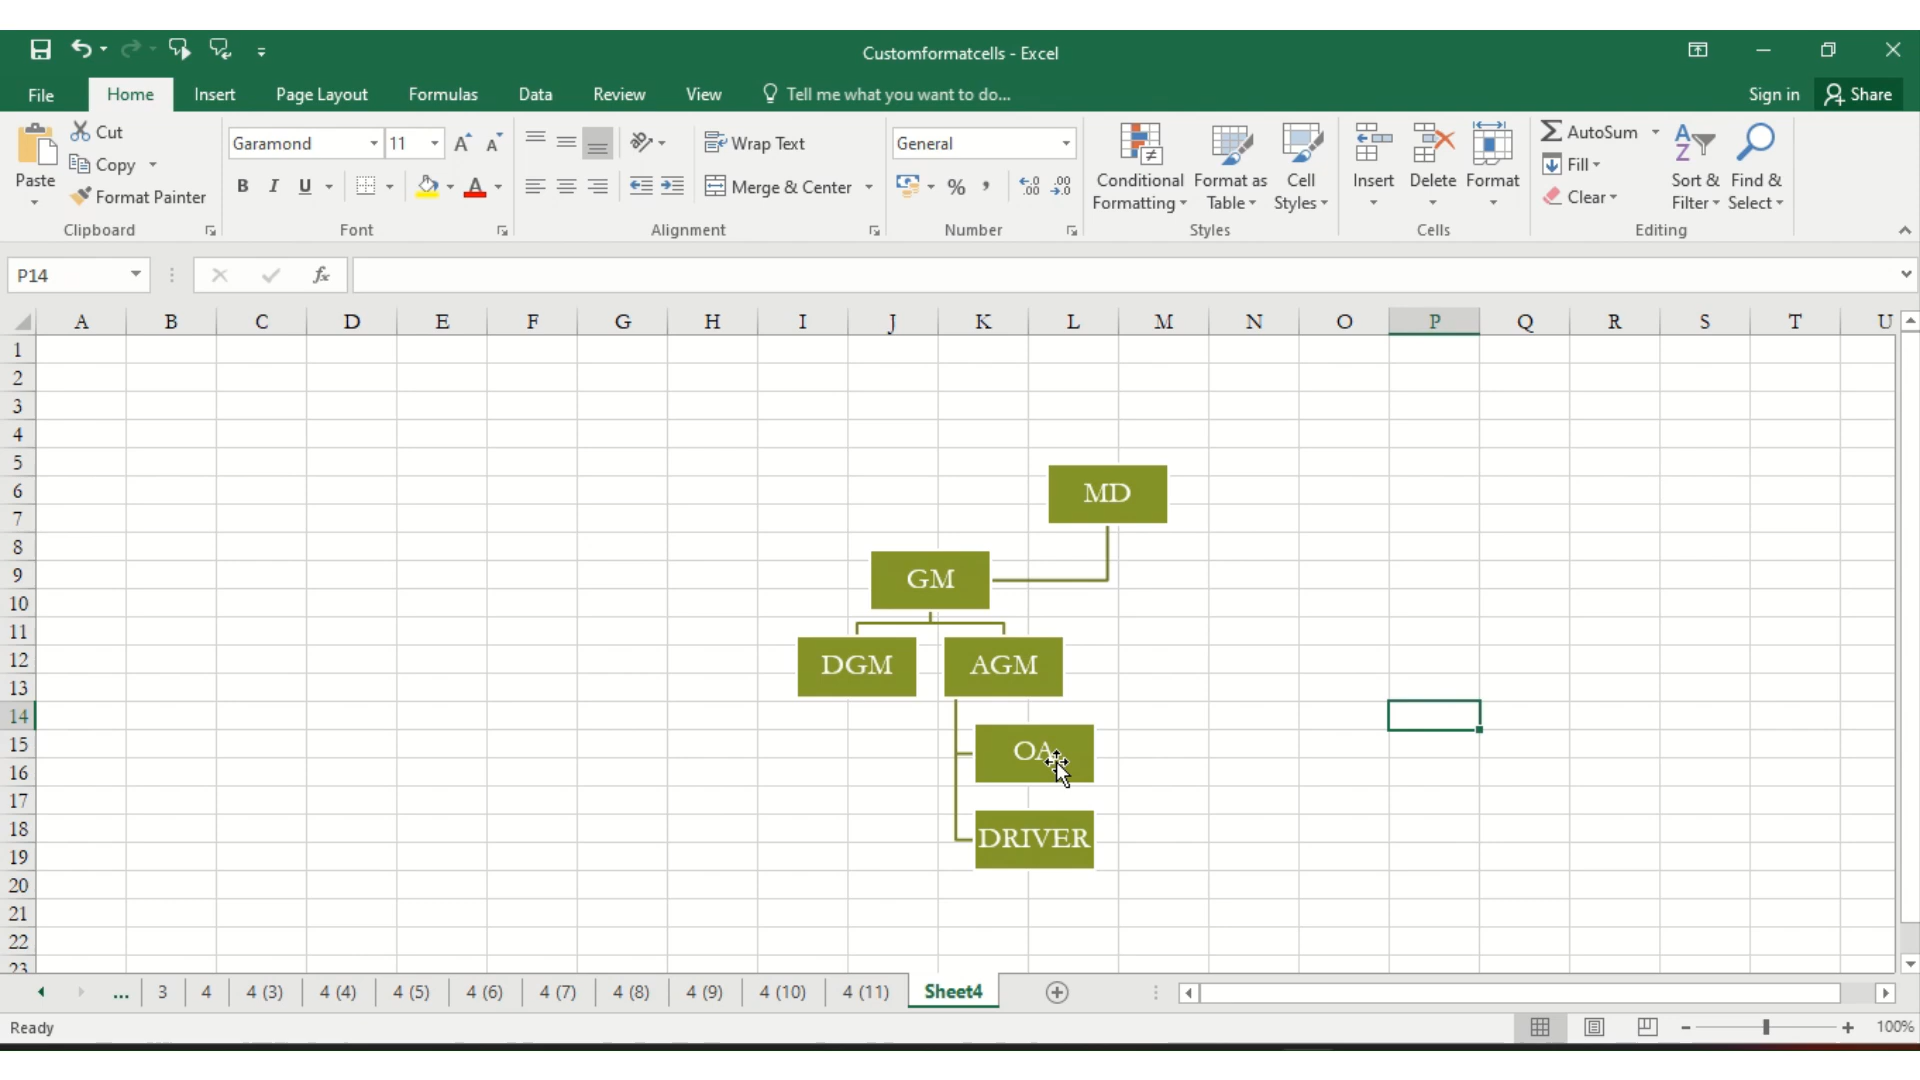 Customformatcells - Excel
File Home Insert Page Layout Formulas Data Review View Tell me what you want to do... Sign in Share
Paste
Cut
Copy
Format Painter
Clipboard
Garamond 11
B I U A
Font
Wrap Text
Merge & Center
Alignment
General
%
Number
Conditional Formatting
Format as Table
Cell Styles
Styles
Insert Delete Format
Cells
AutoSum
Fill
Clear
Sort & Filter
Find & Select
Editing
P14 fx
A B C D E F G H I J K L M N O P Q R S T U
1
2
3
4
5
6
7
8
9
10
11
12
13
14
15
16
17
18
19
20
21
22
23
MD
GM
DGM AGM
OA
DRIVER
... 3 4 4 (3) 4 (4) 4 (5) 4 (6) 4 (7) 4 (8) 4 (9) 4 (10) 4 (11) Sheet4
Ready 100%